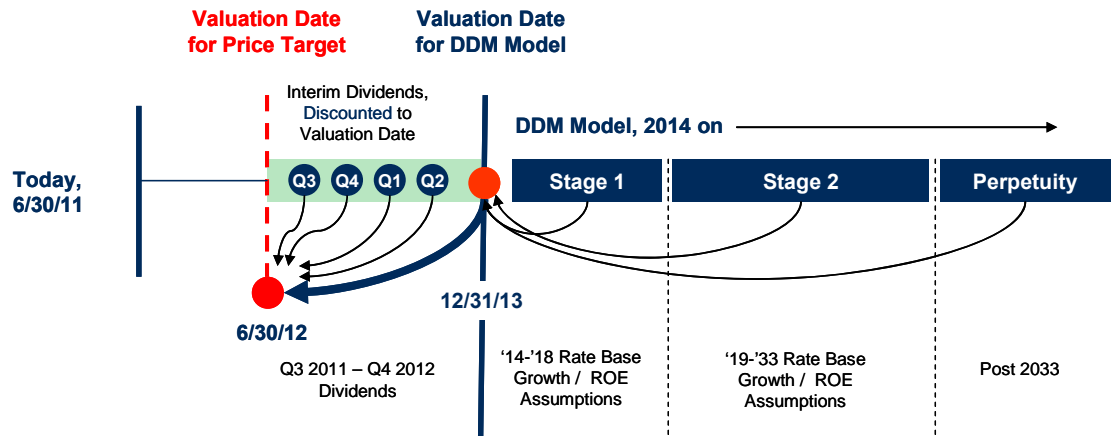 Valuation Date
for Price Target
Valuation Date
for DDM Model
Interim Dividends,
Discounted to
Valuation Date
DDM Model, 2014 on
Today,
6/30/11
Q3
Q4
Q1
Q2
Stage 1
Stage 2
Perpetuity
12/31/13
6/30/12
Q3 2011 – Q4 2012
Dividends
‘14-’18 Rate Base
Growth / ROE
Assumptions
‘19-’33 Rate Base
Growth / ROE
Assumptions
Post 2033